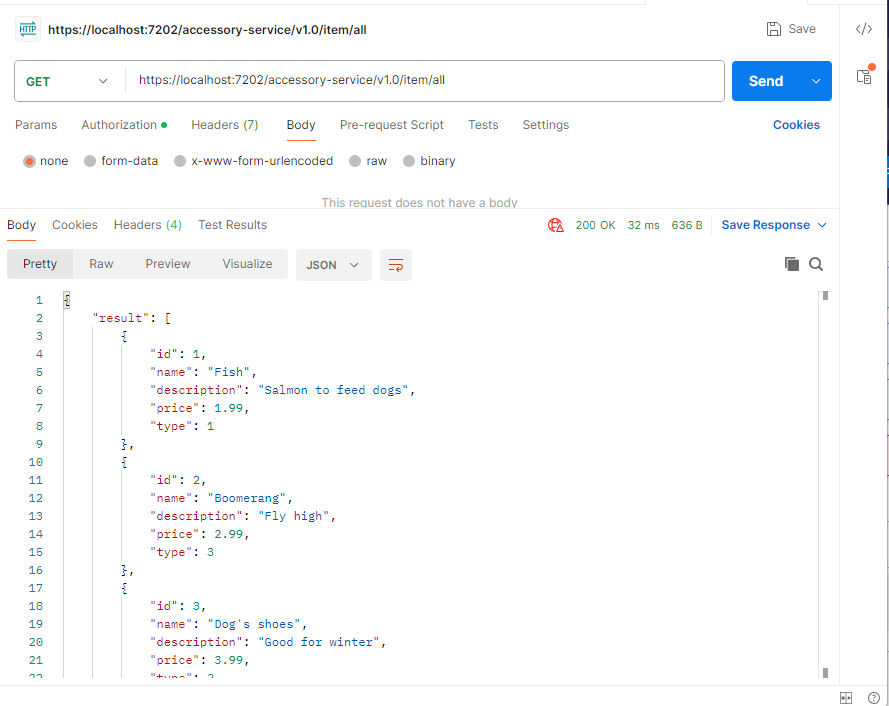 HTTP https://localhost:7202/accessory-service/v1.0/item/all Save </>
GET https://localhost:7202/accessory-service/v1.0/item/all Send
Params Authorization Headers (7) Body Pre-request Script Tests Settings Cookies
none form-data x-www-form-urlencoded raw binary
This request does not have a body
Body Cookies Headers (4) Test Results 200 OK 32 ms 636 B Save Response
Pretty Raw Preview Visualize JSON
1 {
2 "result": [
3 {
4 "id": 1,
5 "name": "Fish",
6 "description": "Salmon to feed dogs",
7 "price": 1.99,
8 "type": 1
9 },
10 {
11 "id": 2,
12 "name": "Boomerang",
13 "description": "Fly high",
14 "price": 2.99,
15 "type": 3
16 },
17 {
18 "id": 3,
19 "name": "Dog's shoes",
20 "description": "Good for winter",
21 "price": 3.99,
22 "type": 2